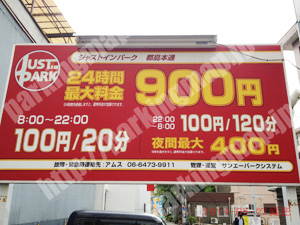 JUST
PARK
ジャストインパーク 都島本通
24時間
最大料金
900円
8:00~22:00
100円/20分
22:00
~8:00
100円/120分
夜間最大 400円
故障・緊急時連絡先:アムス 06-6473-9911
管理・運営 サンエーパークシステム